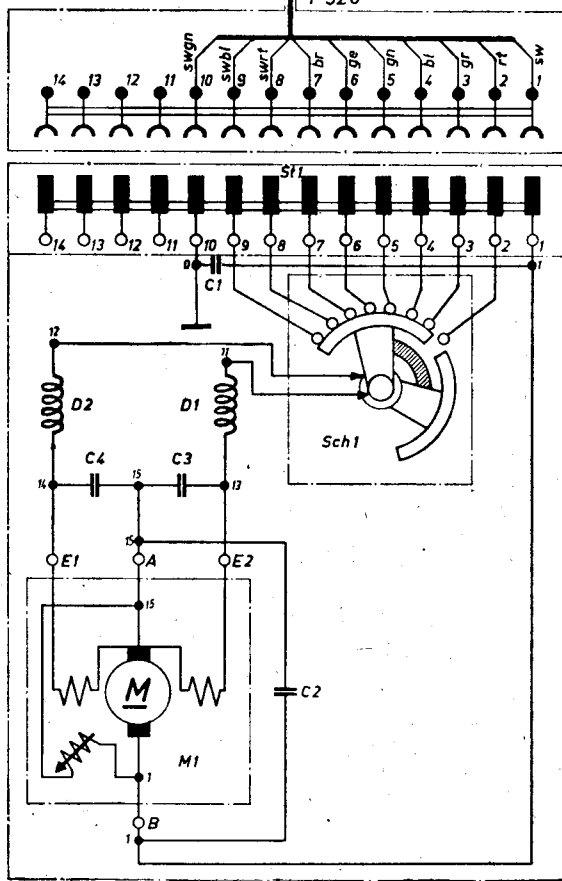 swgn swbl swrt br ge gn bl gr rt sw
14 13 12 11 10 9 8 7 6 5 4 3 2 1
St1
14 13 12 11 10 9 8 7 6 5 4 3 2 1
C1 1
12 11
D2 D1
Sch1
C4 15 C3
14 13
15
E1 A E2
15
M
C2
M1
1
B
1